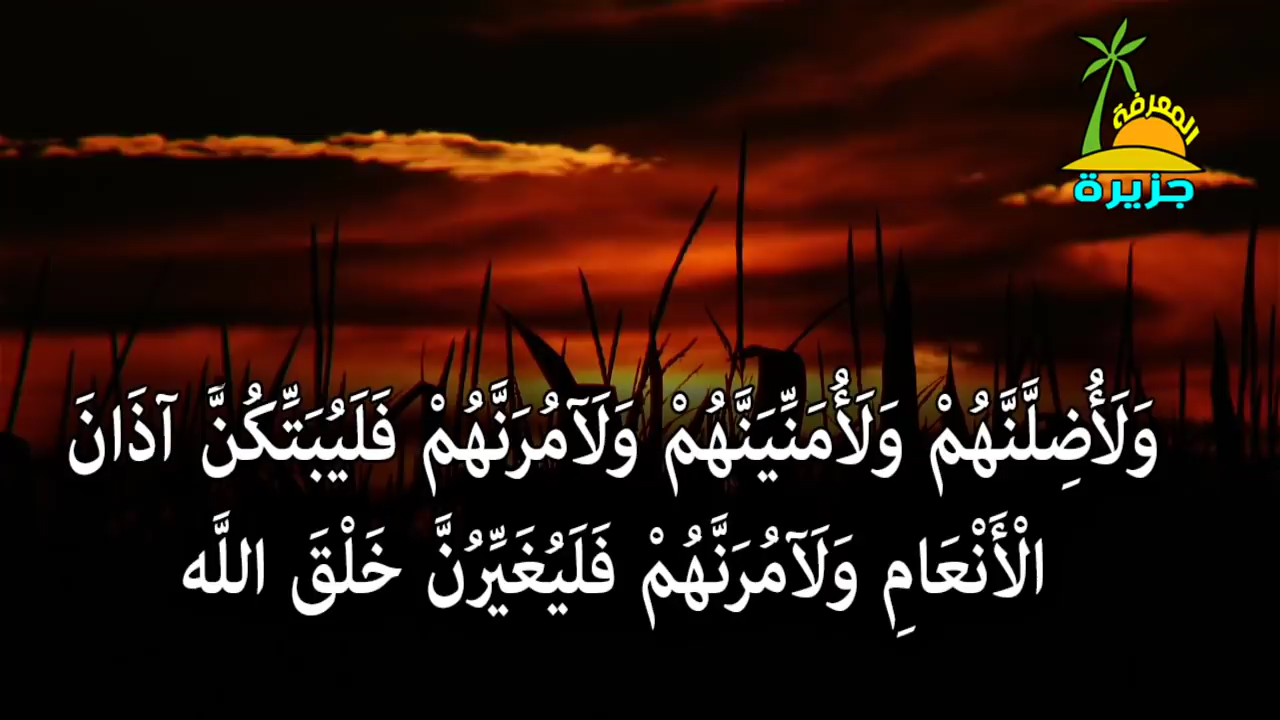 المعرفة
جزيرة
وَلَأُضِلَّنَّهُمْ وَلَأُمَنِّيَنَّهُمْ وَلَآمُرَنَّهُمْ فَلَيُبَتِّكُنَّ آذَانَ
الْأَنْعَامِ وَلَآمُرَنَّهُمْ فَلَيُغَيِّرُنَّ خَلْقَ اللَّه